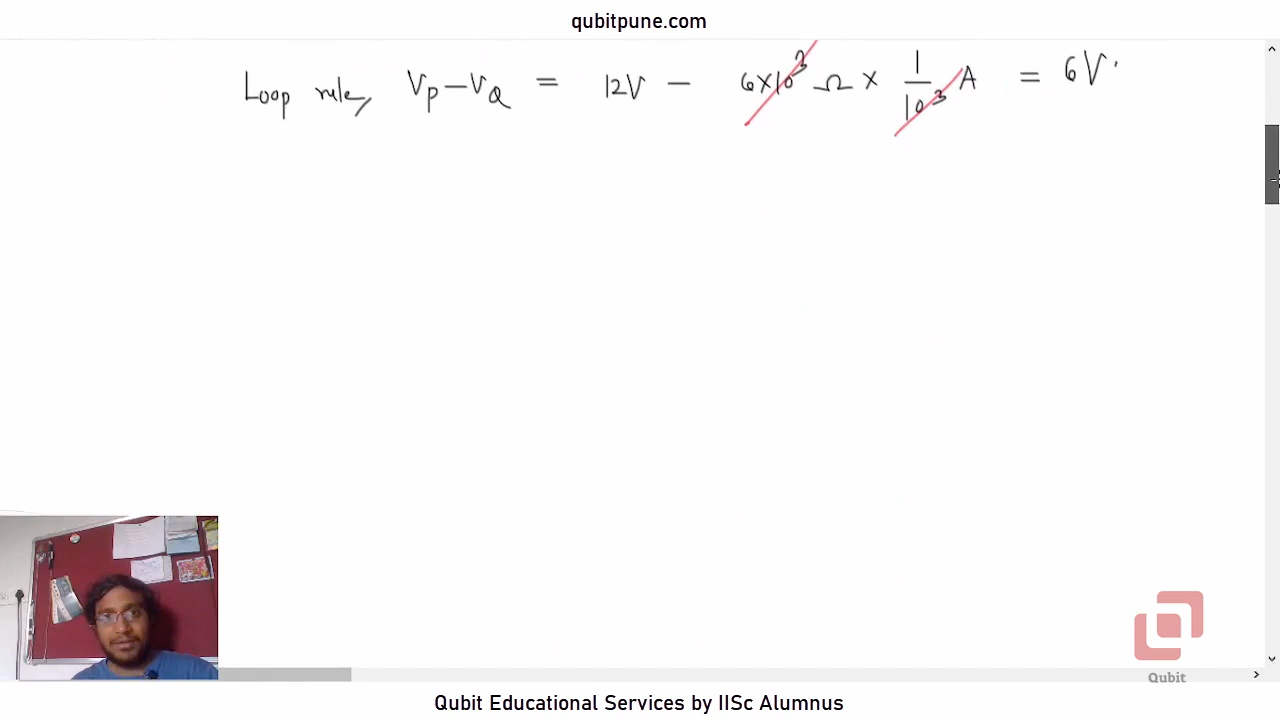 qubitpune.com
Loop rule, Vp - VQ = 12V - 6×10³ Ω × 1/10³ A = 6V.
Qubit
Qubit Educational Services by IISc Alumnus